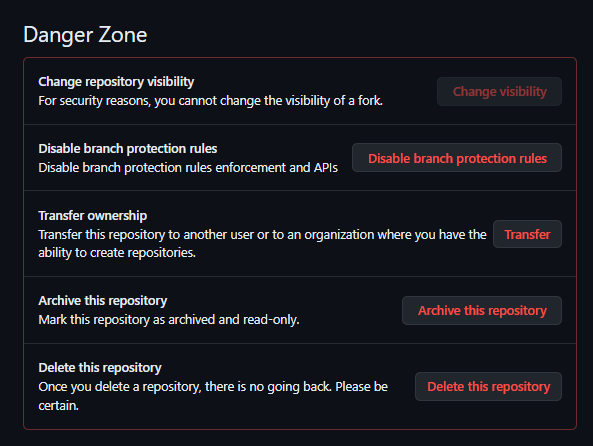 Danger Zone
Change repository visibility
For security reasons, you cannot change the visibility of a fork.
Change visibility
Disable branch protection rules
Disable branch protection rules enforcement and APIs
Disable branch protection rules
Transfer ownership
Transfer this repository to another user or to an organization where you have the
ability to create repositories.
Transfer
Archive this repository
Mark this repository as archived and read-only.
Archive this repository
Delete this repository
Once you delete a repository, there is no going back. Please be
certain.
Delete this repository